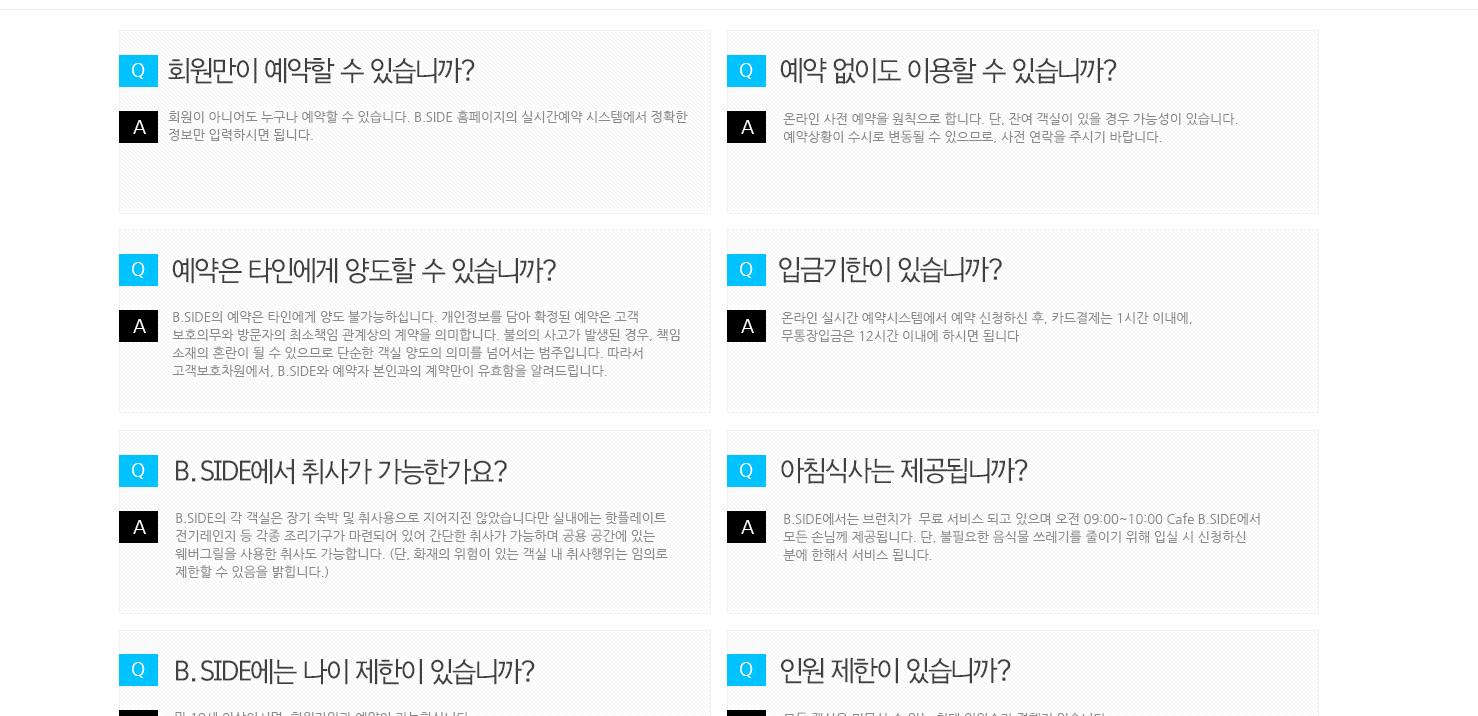 Q 회원만이 예약할 수 있습니까?
A 회원이 아니어도 누구나 예약할 수 있습니다. B.SIDE 홈페이지의 실시간예약 시스템에서 정확한
정보만 입력하시면 됩니다.
Q 예약 없이도 이용할 수 있습니까?
A 온라인 사전 예약을 원칙으로 합니다. 단, 잔여 객실이 있을 경우 가능성이 있습니다.
예약상황이 수시로 변동될 수 있으므로, 사전 연락을 주시기 바랍니다.
Q 예약은 타인에게 양도할 수 있습니까?
A B.SIDE의 예약은 타인에게 양도 불가능하십니다. 개인정보를 담아 확정된 예약은 고객
보호의무와 방문자의 최소책임 관계상의 계약을 의미합니다. 불의의 사고가 발생된 경우, 책임
소재의 혼란이 될 수 있으므로 단순한 객실 양도의 의미를 넘어서는 범주입니다. 따라서
고객보호차원에서, B.SIDE와 예약자 본인과의 계약만이 유효함을 알려드립니다.
Q 입금기한이 있습니까?
A 온라인 실시간 예약시스템에서 예약 신청하신 후, 카드결제는 1시간 이내에,
무통장입금은 12시간 이내에 하시면 됩니다
Q B.SIDE에서 취사가 가능한가요?
A B.SIDE의 각 객실은 장기 숙박 및 취사용으로 지어지진 않았습니다만 실내에는 핫플레이트
전기레인지 등 각종 조리기구가 마련되어 있어 간단한 취사가 가능하며 공용 공간에 있는
웨버그릴을 사용한 취사도 가능합니다. (단, 화재의 위험이 있는 객실 내 취사행위는 임의로
제한할 수 있음을 밝힙니다.)
Q 아침식사는 제공됩니까?
A B.SIDE에서는 브런치가 무료 서비스 되고 있으며 오전 09:00~10:00 Cafe B.SIDE에서
모든 손님께 제공됩니다. 단, 불필요한 음식물 쓰레기를 줄이기 위해 입실 시 신청하신
분에 한해서 서비스 됩니다.
Q B.SIDE에는 나이 제한이 있습니까?
Q 인원 제한이 있습니까?